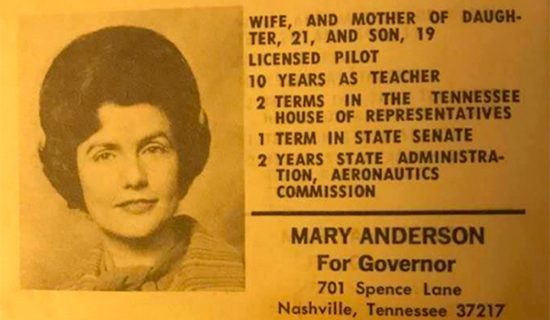 WIFE, AND MOTHER OF DAUGH-
TER, 21, AND SON, 19
LICENSED PILOT
10 YEARS AS TEACHER
2 TERMS IN THE TENNESSEE
HOUSE OF REPRESENTATIVES
1 TERM IN STATE SENATE
2 YEARS STATE ADMINISTRA-
TION, AERONAUTICS
COMMISSION
MARY ANDERSON
For Governor
701 Spence Lane
Nashville, Tennessee 37217